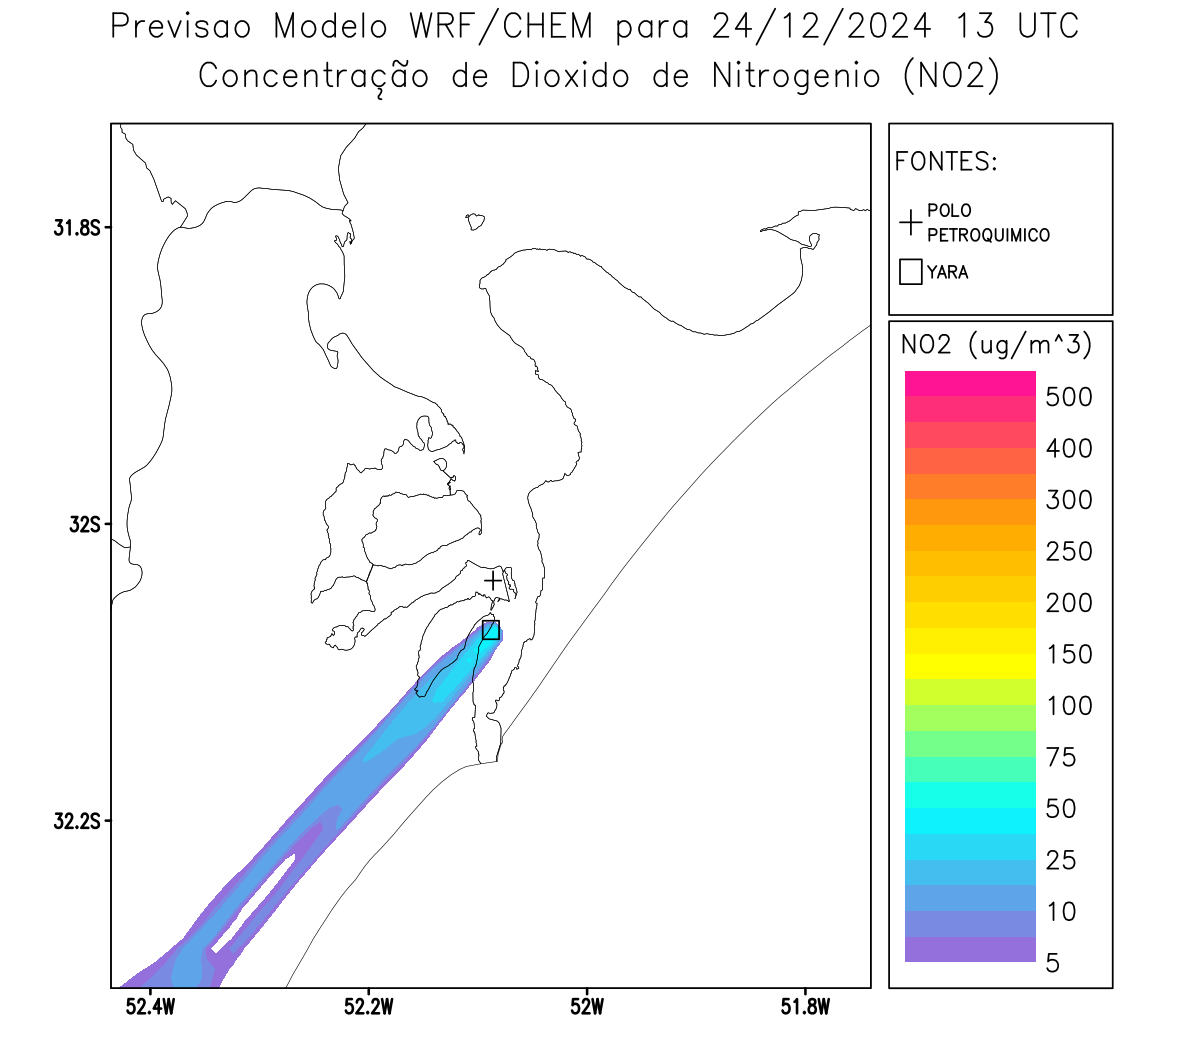 Previsao Modelo WRF/CHEM para 24/12/2024 13 UTC
Concentração de Dioxido de Nitrogenio (NO2)
FONTES:
POLO
PETROQUIMICO
YARA
31.8S
32S
32.2S
52.4W
52.2W
52W
51.8W
NO2 (ug/m^3)
500
400
300
250
200
150
100
75
50
25
10
5